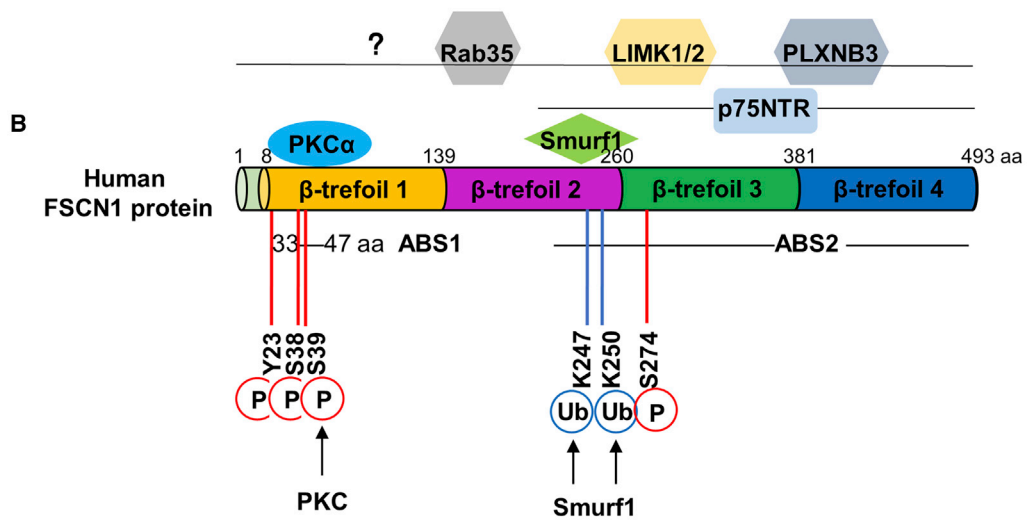 ?
Rab35
LIMK1/2
PLXNB3
p75NTR
B
PKCα
Smurf1
1 8 139 260 381 493 aa
Human
FSCN1 protein
β-trefoil 1 β-trefoil 2 β-trefoil 3 β-trefoil 4
33 47 aa ABS1 ABS2
Y23
S38
S39
K247
K250
S274
P P P Ub Ub P
PKC
Smurf1